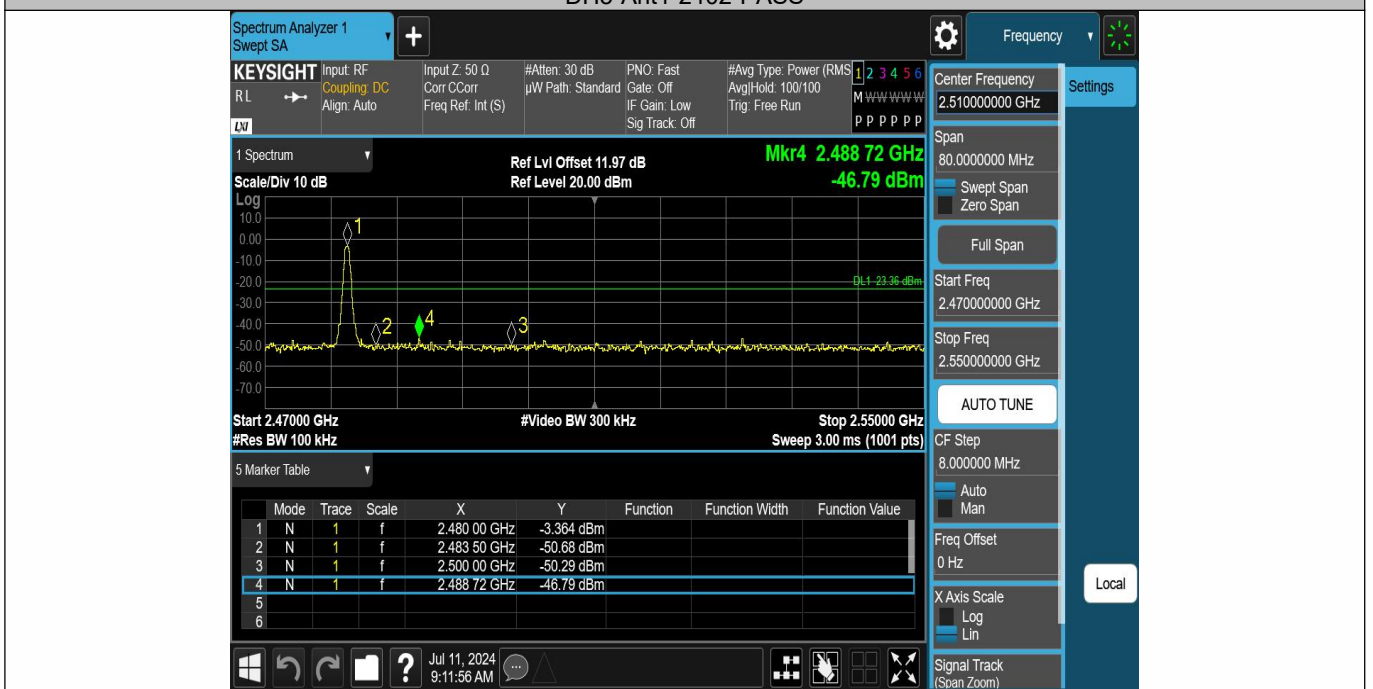 DH5-Ant1-2402-PASS
Spectrum Analyzer 1
Swept SA
+
Frequency
KEYSIGHT
RL
LXI
Input: RF
Coupling: DC
Align: Auto
Input Z: 50 Ω
Corr CCorr
Freq Ref: Int (S)
#Atten: 30 dB
µW Path: Standard
PNO: Fast
Gate: Off
IF Gain: Low
Sig Track: Off
#Avg Type: Power (RMS
Avg|Hold: 100/100
Trig: Free Run
1 2 3 4 5 6
M W W W W W
P P P P P P
Center Frequency
2.510000000 GHz
Settings
Span
80.0000000 MHz
Swept Span
Zero Span
Full Span
Start Freq
2.470000000 GHz
Stop Freq
2.550000000 GHz
AUTO TUNE
CF Step
8.000000 MHz
Auto
Man
Freq Offset
0 Hz
X Axis Scale
Log
Lin
Signal Track
(Span Zoom)
Local
1 Spectrum
Scale/Div 10 dB
Ref Lvl Offset 11.97 dB
Ref Level 20.00 dBm
Mkr4 2.488 72 GHz
-46.79 dBm
Log
10.0
0.00
-10.0
-20.0
-30.0
-40.0
-50.0
-60.0
-70.0
1
2
4
3
DL1 -23.36 dBm
Start 2.47000 GHz
#Video BW 300 kHz
Stop 2.55000 GHz
#Res BW 100 kHz
Sweep 3.00 ms (1001 pts)
5 Marker Table
Mode Trace Scale X Y Function Function Width Function Value
1 N 1 f 2.480 00 GHz -3.364 dBm
2 N 1 f 2.483 50 GHz -50.68 dBm
3 N 1 f 2.500 00 GHz -50.29 dBm
4 N 1 f 2.488 72 GHz -46.79 dBm
5
6
?
Jul 11, 2024
9:11:56 AM